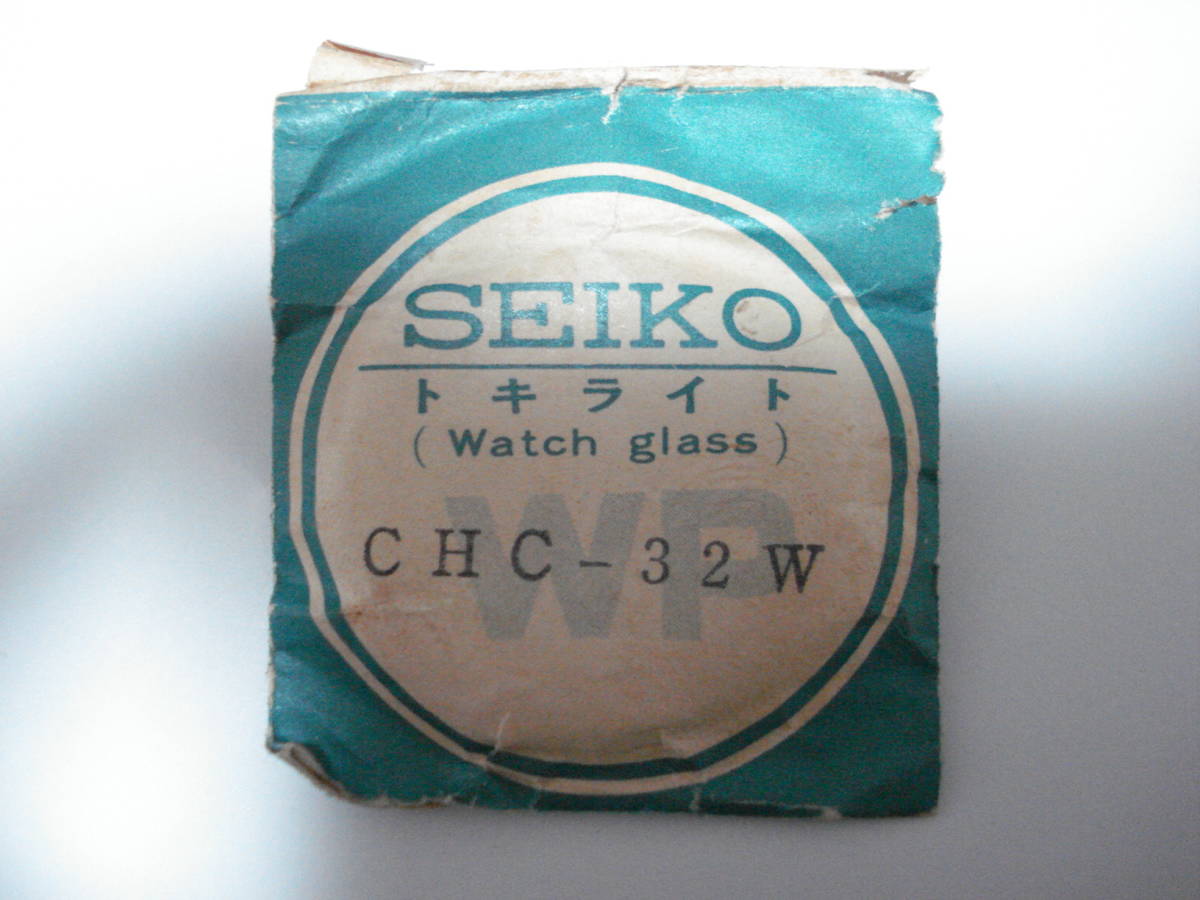 SEIKO
トキライト
(Watch glass)
WP
CHC-32W